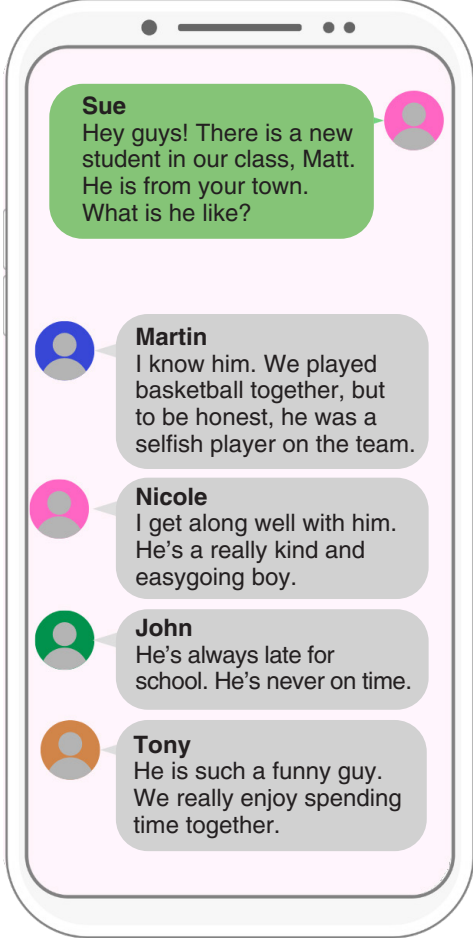 Sue
Hey guys! There is a new
student in our class, Matt.
He is from your town.
What is he like?
Martin
I know him. We played
basketball together, but
to be honest, he was a
selfish player on the team.
Nicole
I get along well with him.
He's a really kind and
easygoing boy.
John
He's always late for
school. He's never on time.
Tony
He is such a funny guy.
We really enjoy spending
time together.